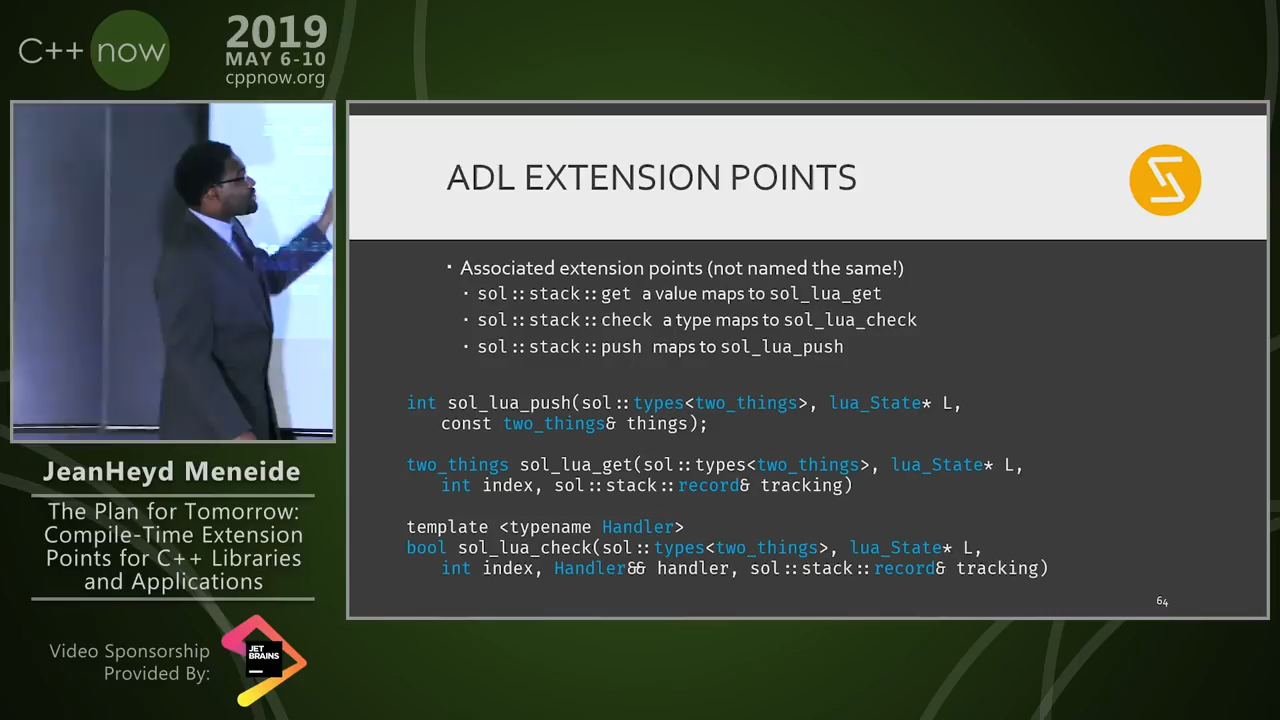 C++ now
2019
MAY 6-10
cppnow.org
ADL EXTENSION POINTS
▪ Associated extension points (not named the same!)
▪ sol::stack::get a value maps to sol_lua_get
▪ sol::stack::check a type maps to sol_lua_check
▪ sol::stack::push maps to sol_lua_push
int sol_lua_push(sol::types<two_things>, lua_State* L,
const two_things& things);
two_things sol_lua_get(sol::types<two_things>, lua_State* L,
int index, sol::stack::record& tracking)
template <typename Handler>
bool sol_lua_check(sol::types<two_things>, lua_State* L,
int index, Handler&& handler, sol::stack::record& tracking)
64
JeanHeyd Meneide
The Plan for Tomorrow:
Compile-Time Extension
Points for C++ Libraries
and Applications
Video Sponsorship
Provided By:
JET
BRAINS